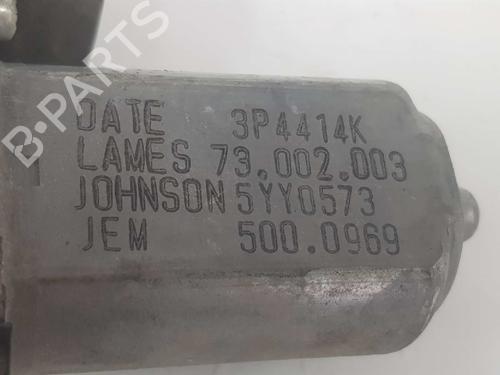 DATE 3P4414K
LAMES 73.002.003
JOHNSON 5YY0573
JEM 500.0969
B-PARTS